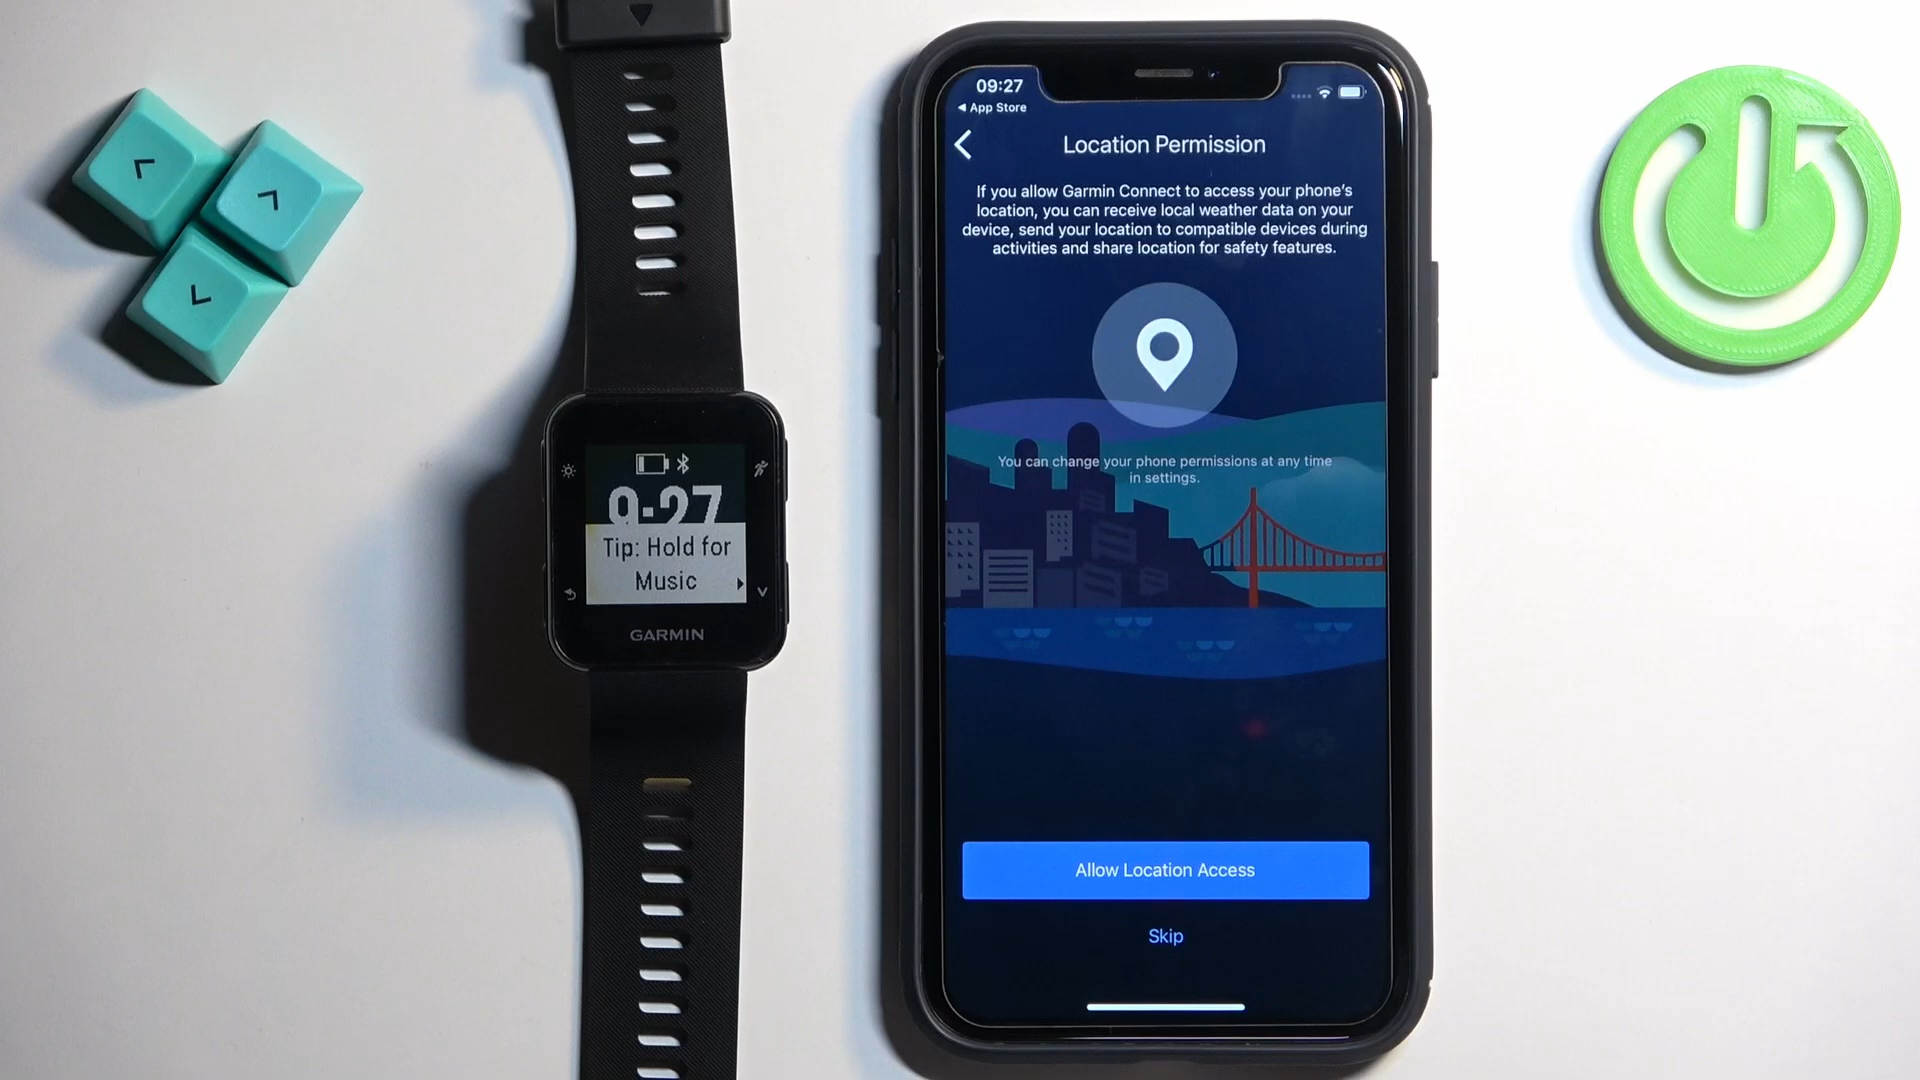 9:27
Tip: Hold for
Music
GARMIN
09:27
App Store
Location Permission
If you allow Garmin Connect to access your phone's
location, you can receive local weather data on your
device, send your location to compatible devices during
activities and share location for safety features.
You can change your phone permissions at any time
in settings.
Allow Location Access
Skip